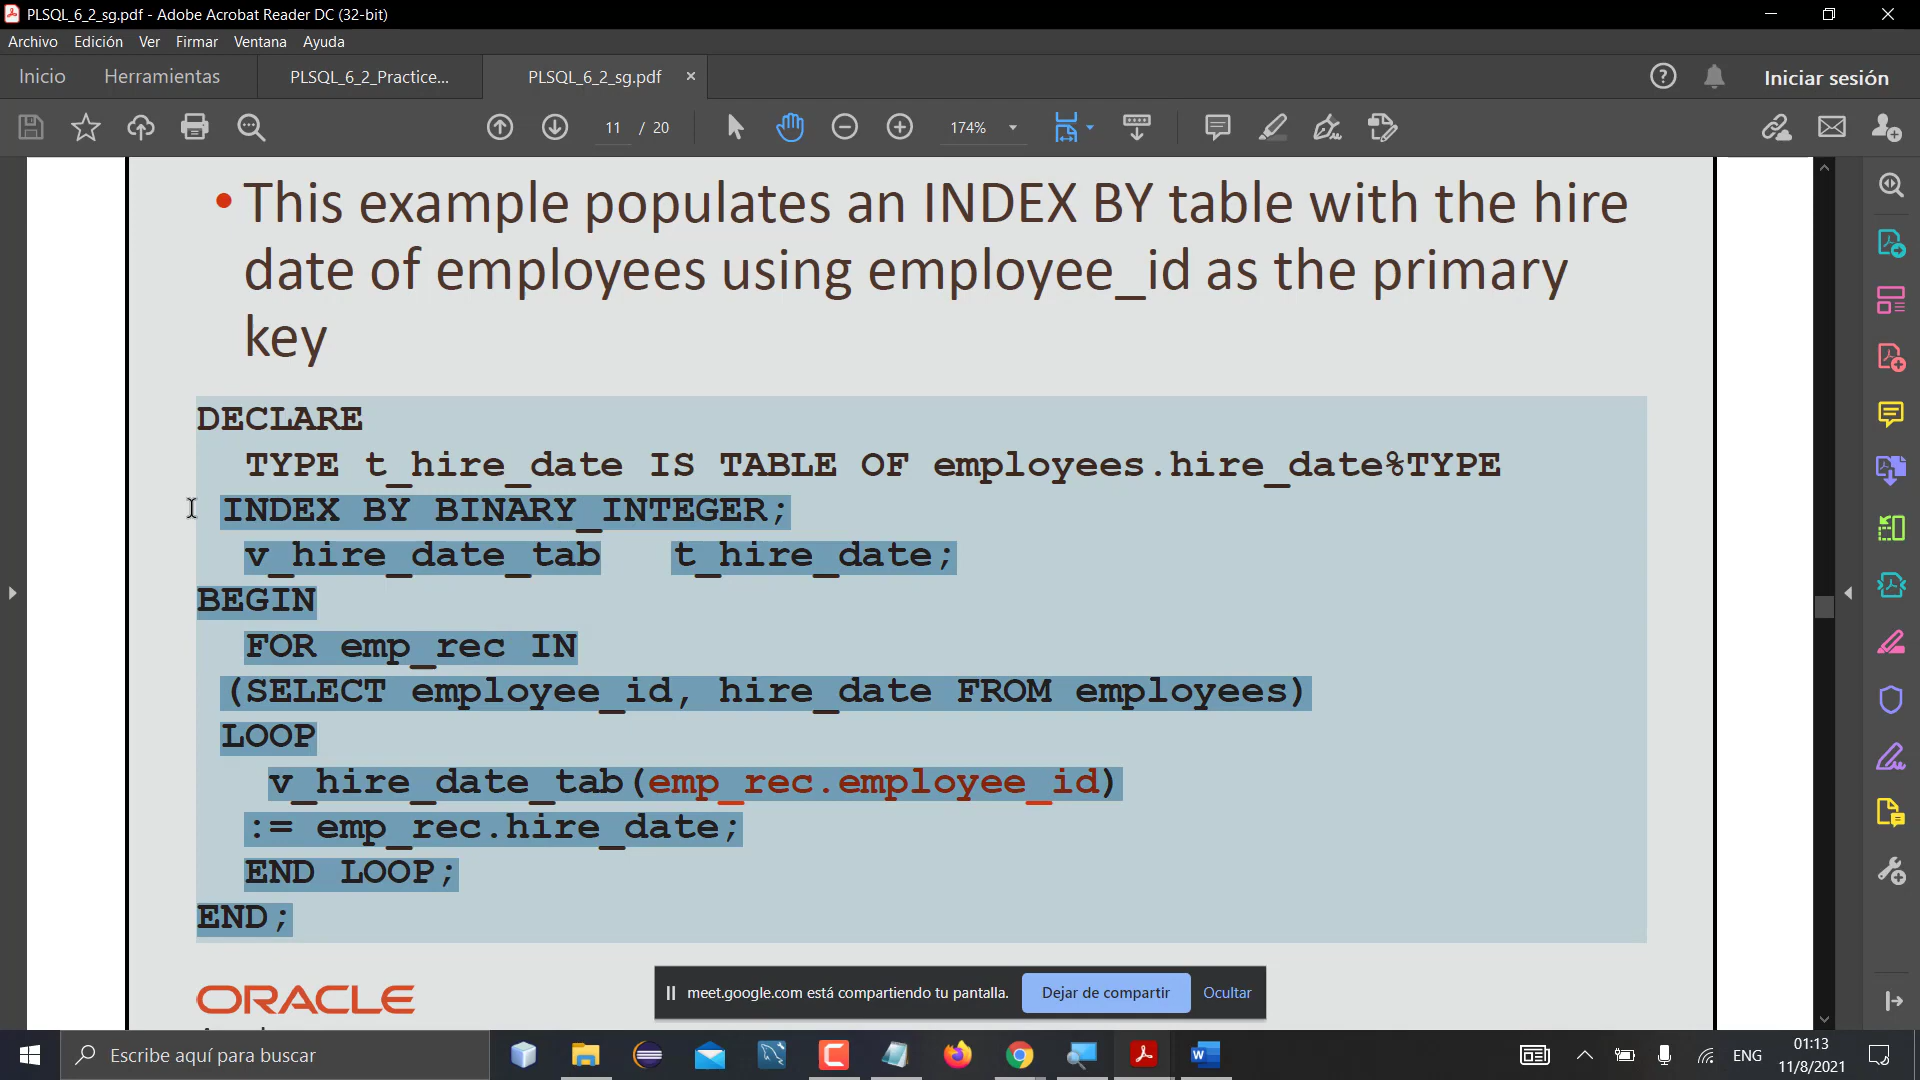 PLSQL_6_2_sg.pdf - Adobe Acrobat Reader DC (32-bit)
Archivo Edición Ver Firmar Ventana Ayuda
Inicio Herramientas PLSQL_6_2_Practice... PLSQL_6_2_sg.pdf × Iniciar sesión
11 / 20 174%
• This example populates an INDEX BY table with the hire
date of employees using employee_id as the primary
key
DECLARE
TYPE t_hire_date IS TABLE OF employees.hire_date%TYPE
INDEX BY BINARY_INTEGER;
v_hire_date_tab t_hire_date;
BEGIN
FOR emp_rec IN
(SELECT employee_id, hire_date FROM employees)
LOOP
v_hire_date_tab(emp_rec.employee_id)
:= emp_rec.hire_date;
END LOOP;
END;
ORACLE
meet.google.com está compartiendo tu pantalla. Dejar de compartir Ocultar
Escribe aquí para buscar
ENG
01:13
11/8/2021